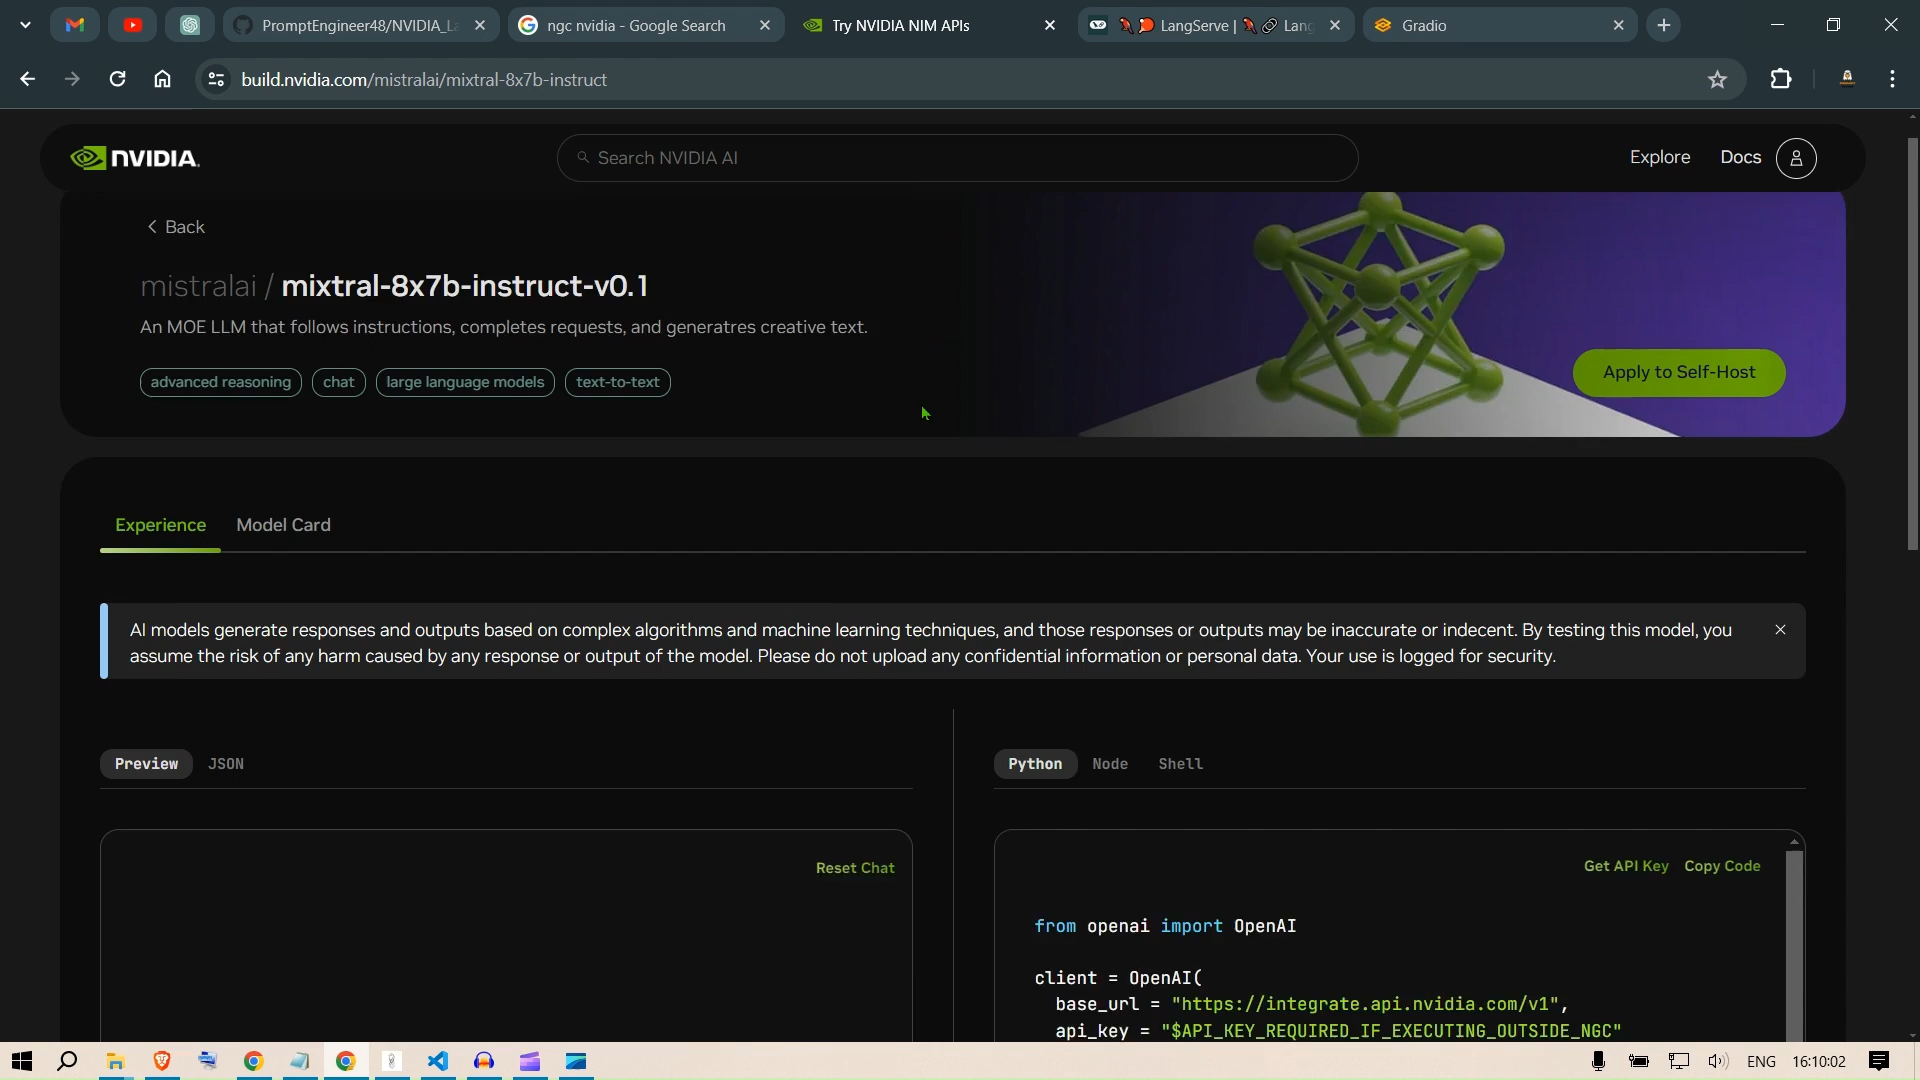 PromptEngineer48/NVIDIA_La
ngc nvidia - Google Search
Try NVIDIA NIM APIs
LangServe | Lang
Gradio
build.nvidia.com/mistralai/mixtral-8x7b-instruct
NVIDIA.
Search NVIDIA AI
Explore
Docs
Back
mistralai / mixtral-8x7b-instruct-v0.1
An MOE LLM that follows instructions, completes requests, and generatres creative text.
advanced reasoning
chat
large language models
text-to-text
Apply to Self-Host
Experience
Model Card
AI models generate responses and outputs based on complex algorithms and machine learning techniques, and those responses or outputs may be inaccurate or indecent. By testing this model, you
assume the risk of any harm caused by any response or output of the model. Please do not upload any confidential information or personal data. Your use is logged for security.
Preview
JSON
Python
Node
Shell
Reset Chat
Get API Key
Copy Code
from openai import OpenAI
client = OpenAI(
base_url = "https://integrate.api.nvidia.com/v1",
api_key = "$API_KEY_REQUIRED_IF_EXECUTING_OUTSIDE_NGC"
ENG
16:10:02